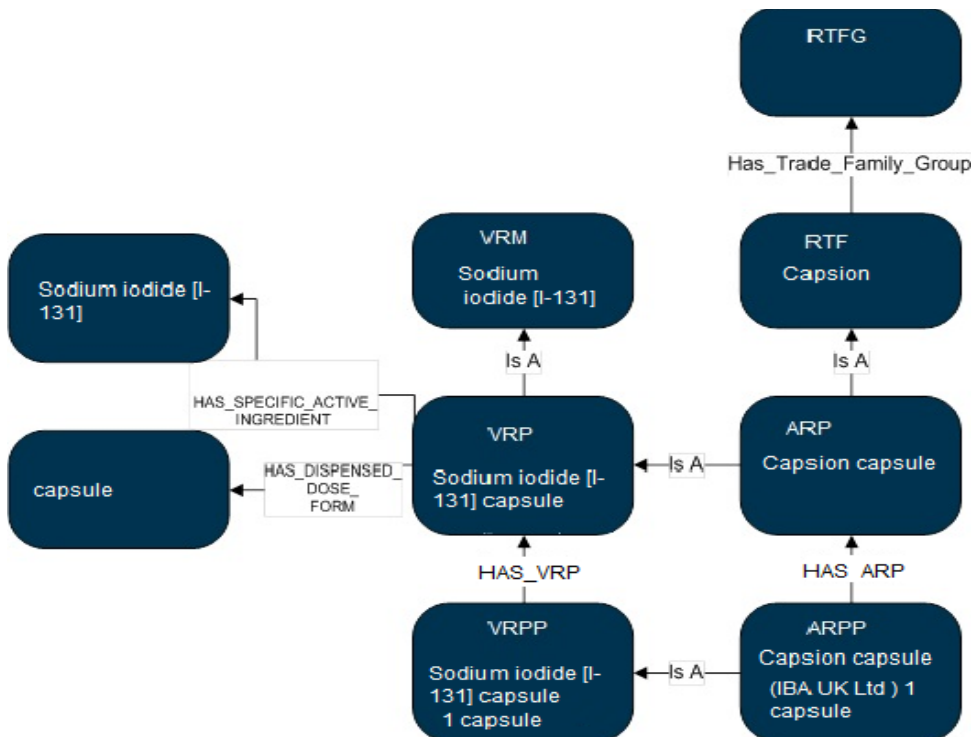 RTFG
Has_Trade_Family_Group
VRM
Sodium
iodide [I-131]
RTF
Capsion
Sodium iodide [I-
131]
Is A
Is A
HAS_SPECIFIC_ACTIVE_
INGREDIENT
VRP
Sodium iodide [I-
131] capsule
Is A
ARP
Capsion capsule
capsule
HAS_DISPENSED_
DOSE_
FORM
HAS_VRP
HAS_ARP
VRPP
Sodium iodide [I-
131] capsule
1 capsule
Is A
ARPP
Capsion capsule
(IBA UK Ltd ) 1
capsule